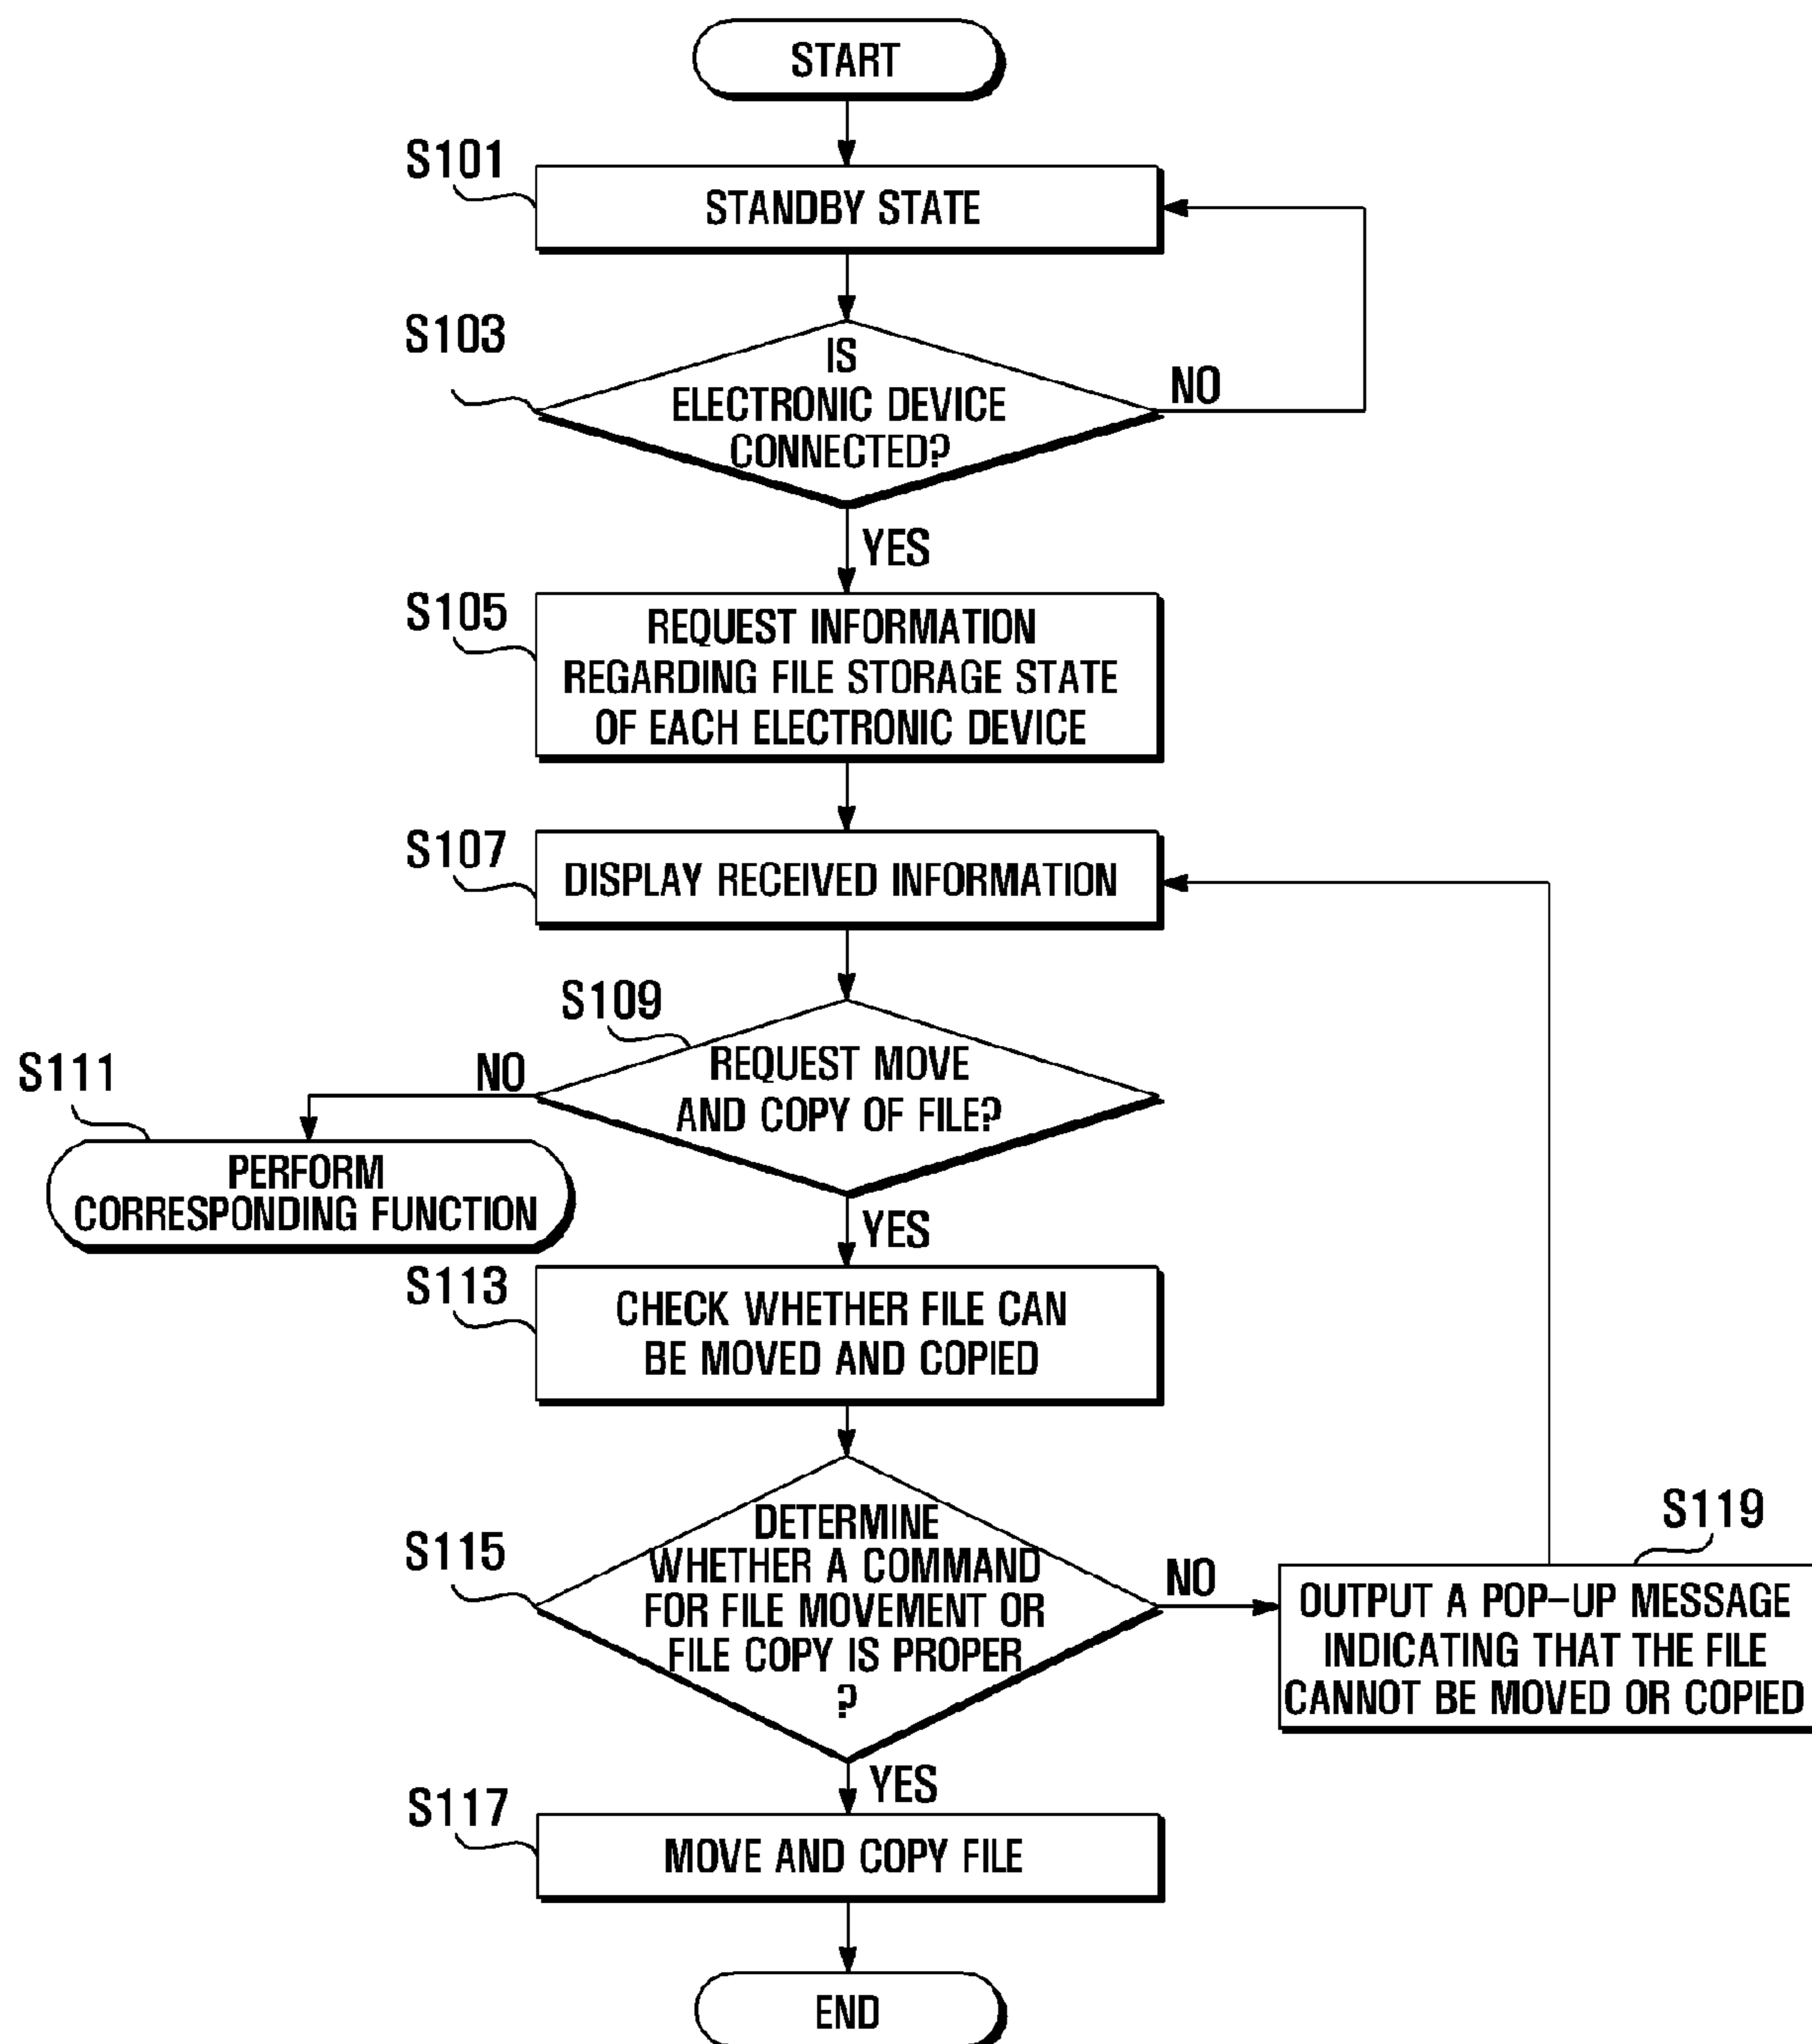 START
S101
STANDBY STATE
S103
IS
ELECTRONIC DEVICE
CONNECTED?
NO
YES
S105
REQUEST INFORMATION
REGARDING FILE STORAGE STATE
OF EACH ELECTRONIC DEVICE
S107
DISPLAY RECEIVED INFORMATION
S109
REQUEST MOVE
AND COPY OF FILE?
NO
S111
PERFORM
CORRESPONDING FUNCTION
YES
S113
CHECK WHETHER FILE CAN
BE MOVED AND COPIED
S115
DETERMINE
WHETHER A COMMAND
FOR FILE MOVEMENT OR
FILE COPY IS PROPER
?
NO
S119
OUTPUT A POP-UP MESSAGE
INDICATING THAT THE FILE
CANNOT BE MOVED OR COPIED
YES
S117
MOVE AND COPY FILE
END